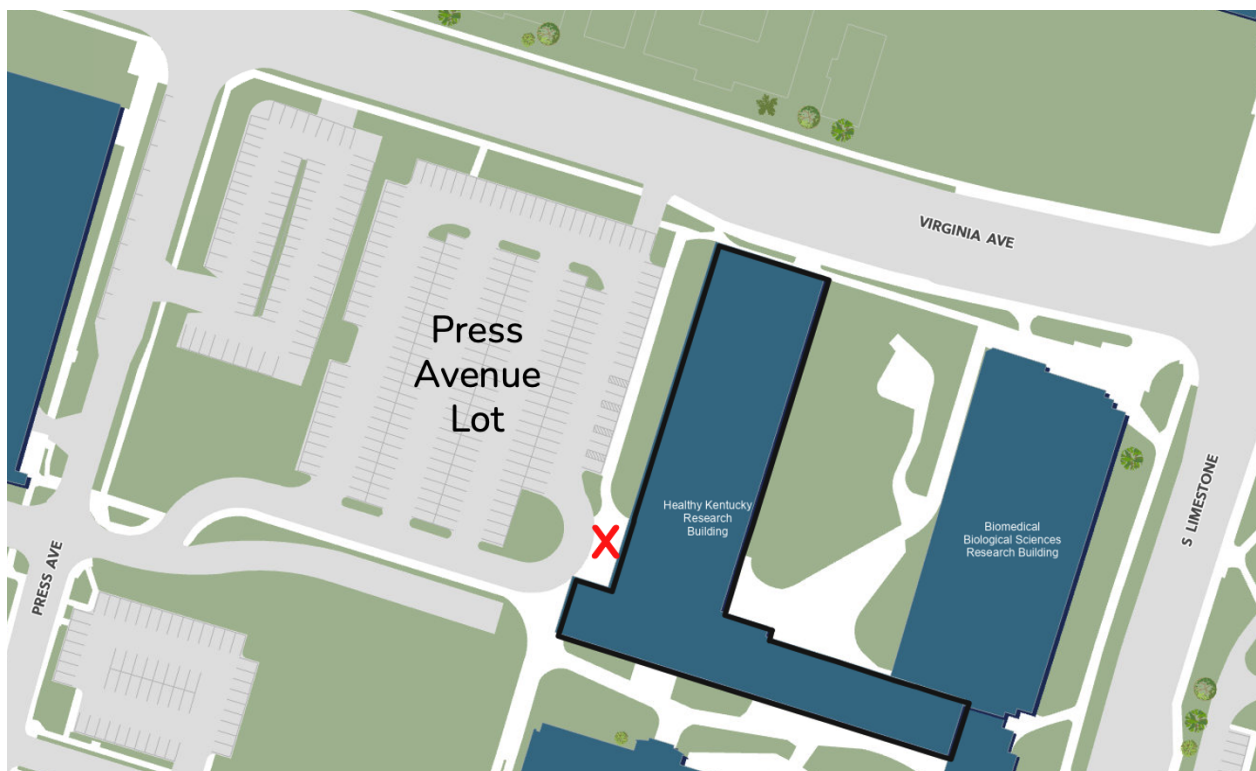 VIRGINIA AVE
Press
Avenue
Lot
Healthy Kentucky
Research
Building
Biomedical
Biological Sciences
Research Building
S LIMESTONE
PRESS AVE
X